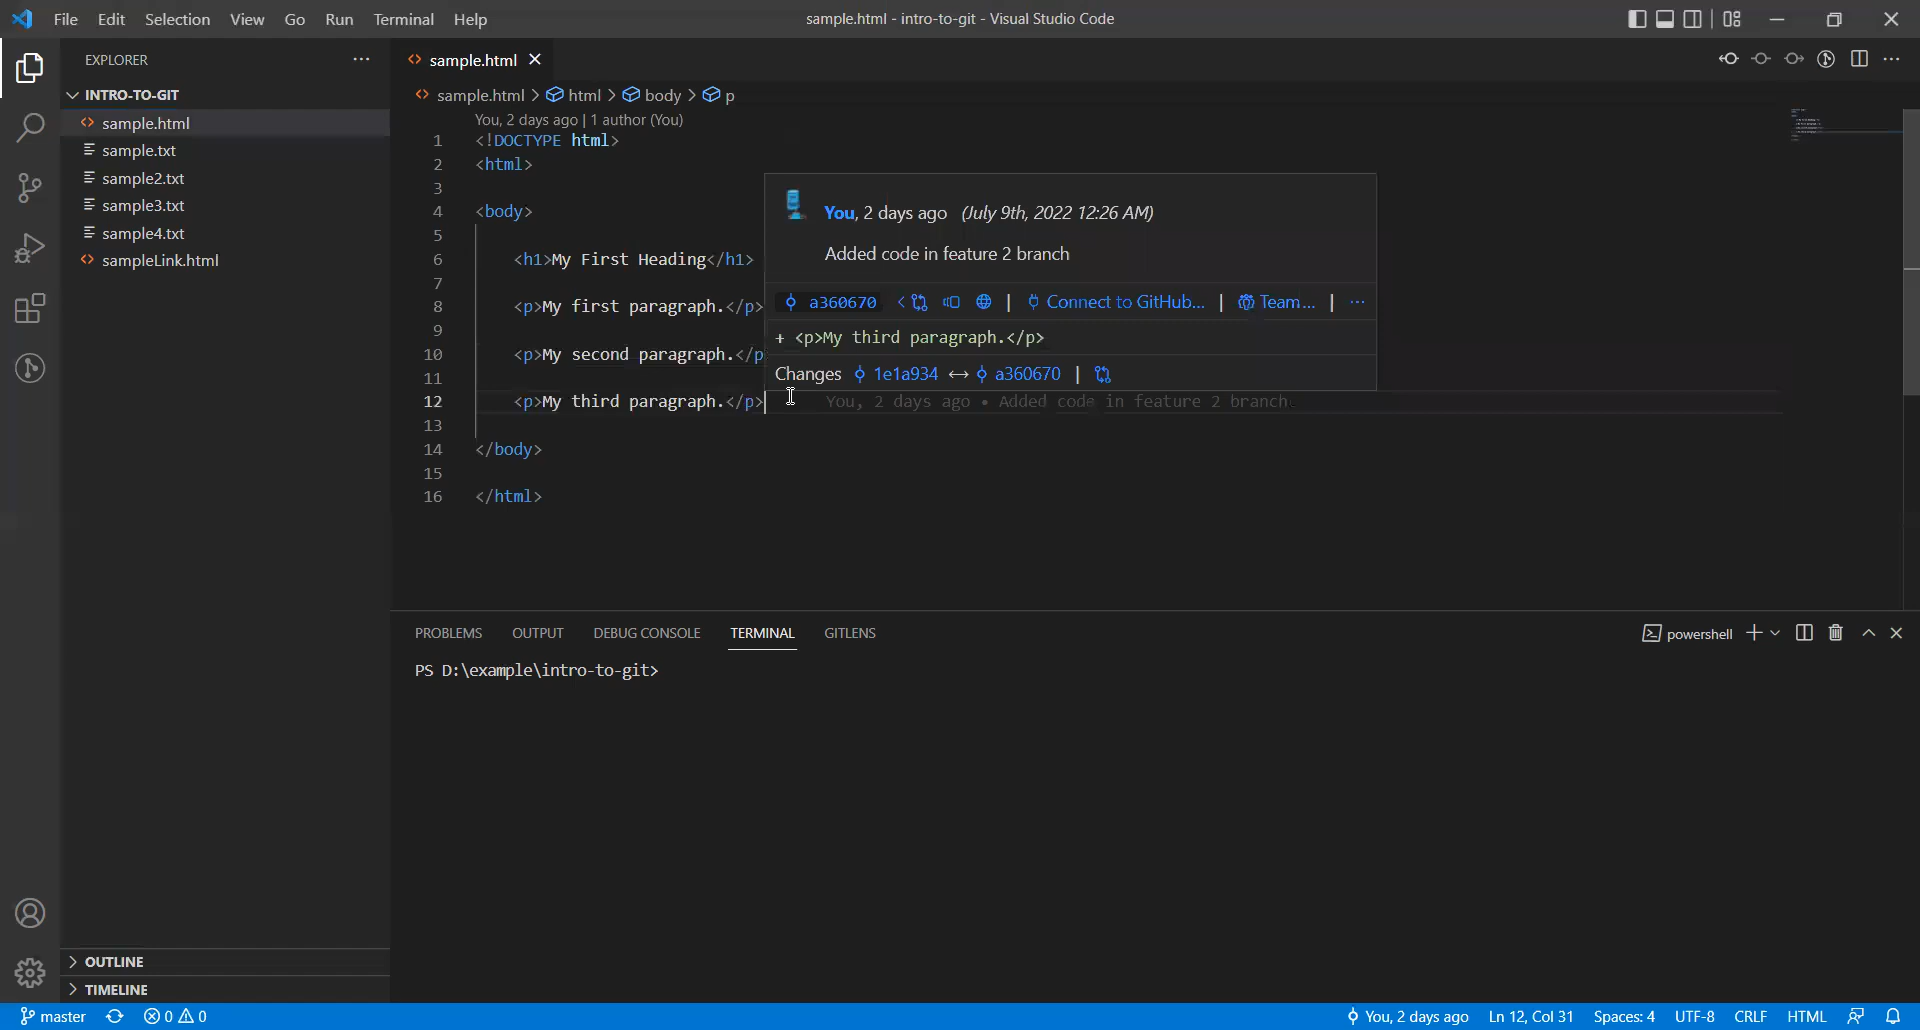 File Edit Selection View Go Run Terminal Help
sample.html - intro-to-git - Visual Studio Code
EXPLORER
INTRO-TO-GIT
sample.html
sample.txt
sample2.txt
sample3.txt
sample4.txt
sampleLink.html
OUTLINE
TIMELINE
sample.html
sample.html > html > body > p
You, 2 days ago | 1 author (You)
1 <!DOCTYPE html>
2 <html>
3
4 <body>
5
6 <h1>My First Heading</h1>
7
8 <p>My first paragraph.</p>
9
10 <p>My second paragraph.</p
11
12 <p>My third paragraph.</p> You, 2 days ago • Added code in feature 2 branch
13
14 </body>
15
16 </html>
You, 2 days ago (July 9th, 2022 12:26 AM)
Added code in feature 2 branch
a360670 | Connect to GitHub... | Team... | ...
+ <p>My third paragraph.</p>
Changes 1e1a934 ↔ a360670 |
PROBLEMS OUTPUT DEBUG CONSOLE TERMINAL GITLENS
powershell
PS D:\example\intro-to-git>
master 0 0
You, 2 days ago Ln 12, Col 31 Spaces: 4 UTF-8 CRLF HTML